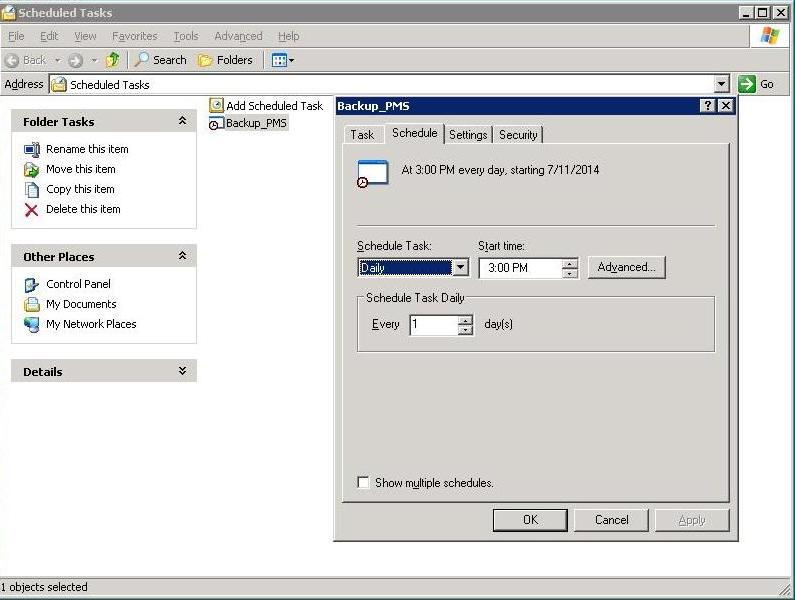 Scheduled Tasks
File Edit View Favorites Tools Advanced Help
Back Search Folders
Address Scheduled Tasks Go
Folder Tasks
Rename this item
Move this item
Copy this item
Delete this item
Other Places
Control Panel
My Documents
My Network Places
Details
Add Scheduled Task
Backup_PMS
Backup_PMS
Task Schedule Settings Security
At 3:00 PM every day, starting 7/11/2014
Schedule Task: Start time:
Daily 3:00 PM Advanced...
Schedule Task Daily
Every 1 day(s)
Show multiple schedules.
OK Cancel Apply
1 objects selected